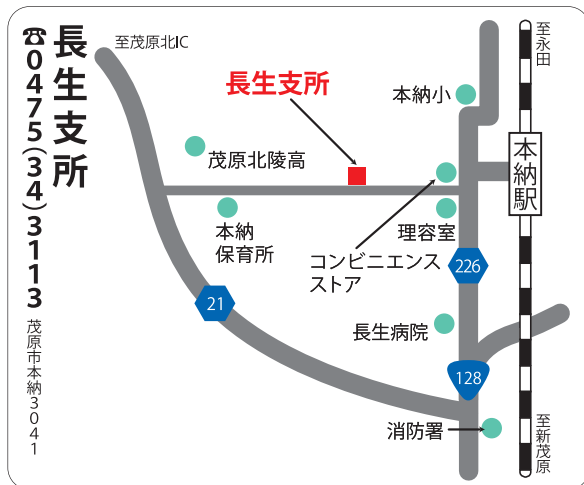 長生支所
☎0475(34)3113
茂原市本納3041
至茂原北IC
長生支所
本納小
至永田
茂原北陵高
本納駅
本納
保育所
理容室
コンビニエンス
ストア
226
21
長生病院
128
消防署
至新茂原